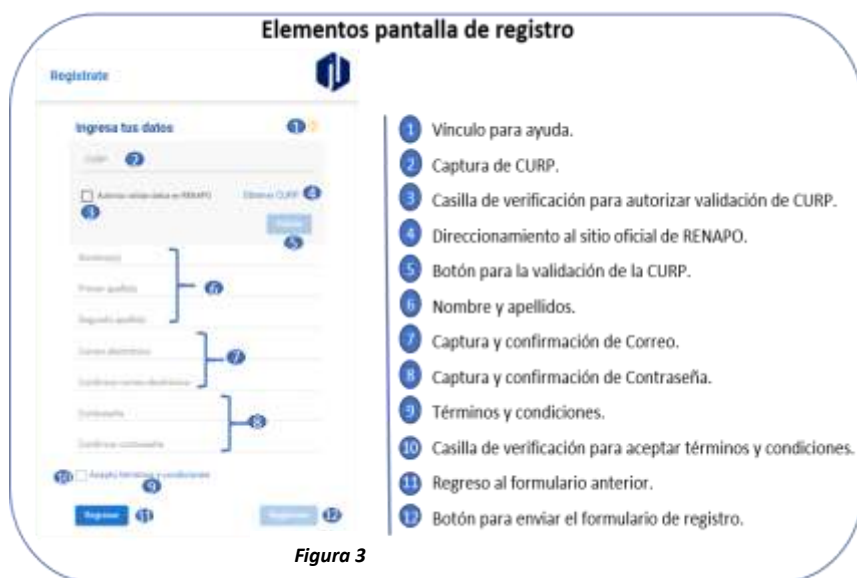 Elementos pantalla de registro
Regístrate
Ingresa tus datos
1
CURP
2
Autorizo validar datos en RENAPO
Obtener CURP
4
3
5
Nombre(s)
Primer apellido
6
Segundo apellido
Correo electrónico
7
Confirmar correo electrónico
Contraseña
8
Confirmar contraseña
10
Acepto términos y condiciones
9
Regresar
11
12
1 Vínculo para ayuda.
2 Captura de CURP.
3 Casilla de verificación para autorizar validación de CURP.
4 Direccionamiento al sitio oficial de RENAPO.
5 Botón para la validación de la CURP.
6 Nombre y apellidos.
7 Captura y confirmación de Correo.
8 Captura y confirmación de Contraseña.
9 Términos y condiciones.
10 Casilla de verificación para aceptar términos y condiciones.
11 Regreso al formulario anterior.
12 Botón para enviar el formulario de registro.
Figura 3